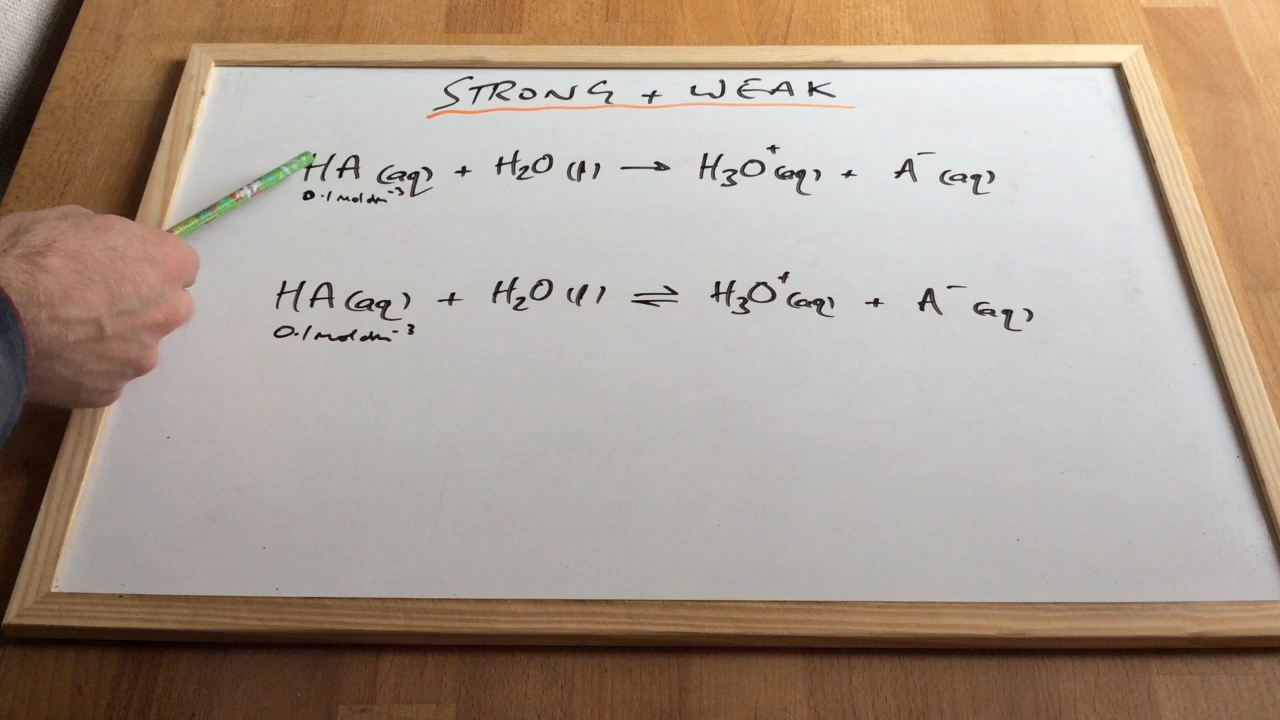 STRONG + WEAK
HA (aq) + H₂O (l) → H₃O⁺(aq) + A⁻ (aq)
0.1 mol dm⁻³
HA (aq) + H₂O (l) ⇌ H₃O⁺(aq) + A⁻ (aq)
0.1 mol dm⁻³